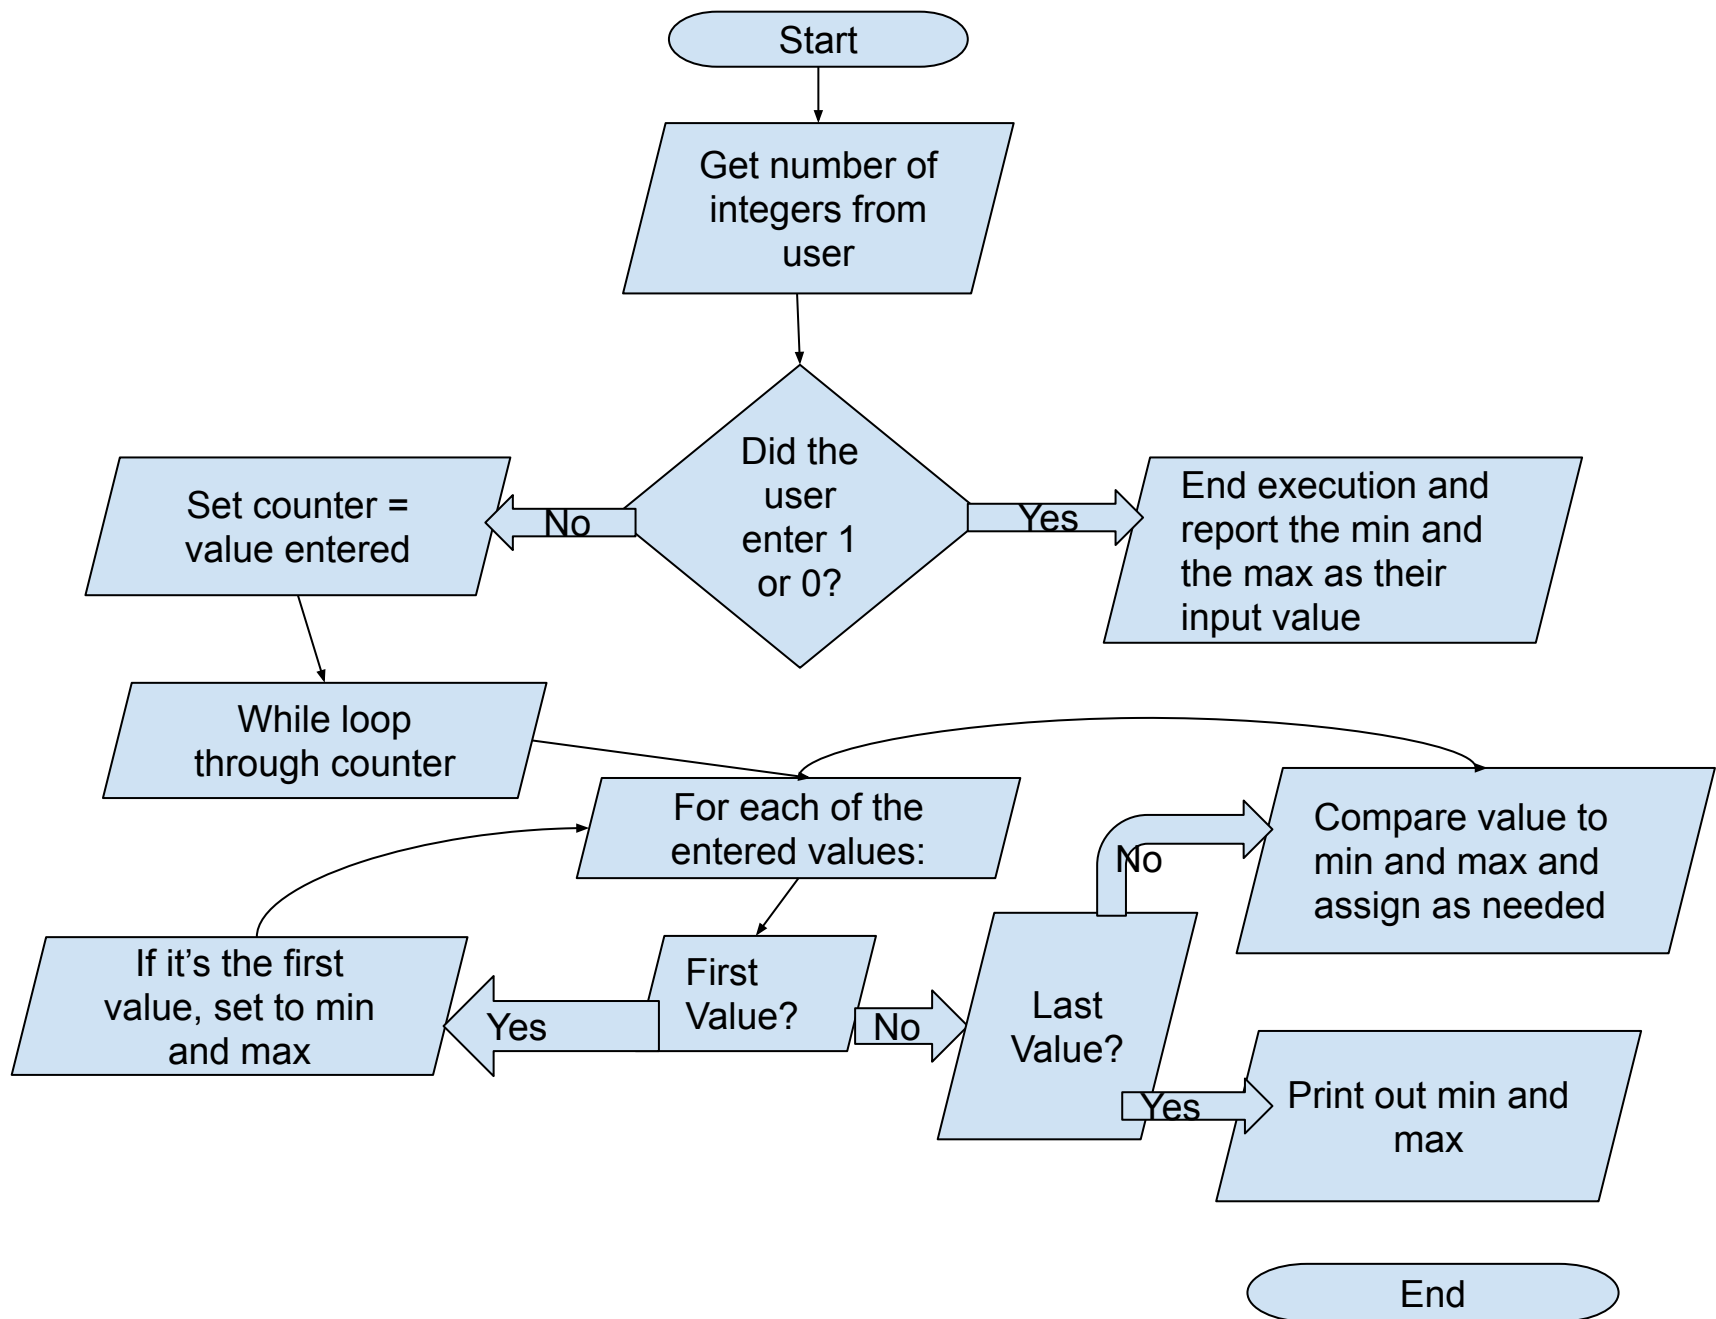 Start
Get number of
integers from
user
Did the
user
enter 1
or 0?
No
Yes
Set counter =
value entered
End execution and
report the min and
the max as their
input value
While loop
through counter
For each of the
entered values:
Compare value to
min and max and
assign as needed
No
If it’s the first
value, set to min
and max
Yes
First
Value?
No
Last
Value?
Yes
Print out min and
max
End